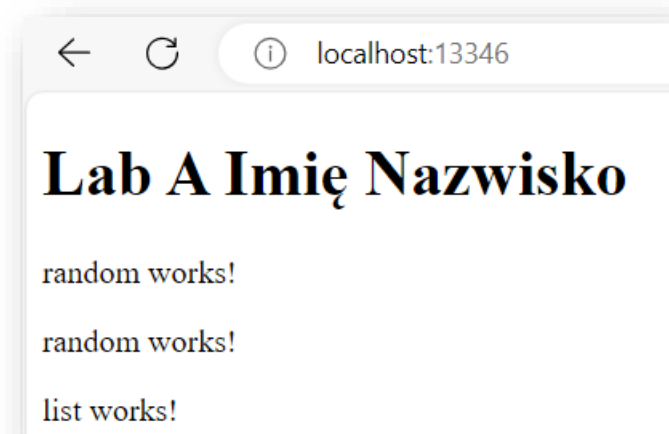 localhost:13346
Lab A Imię Nazwisko
random works!
random works!
list works!